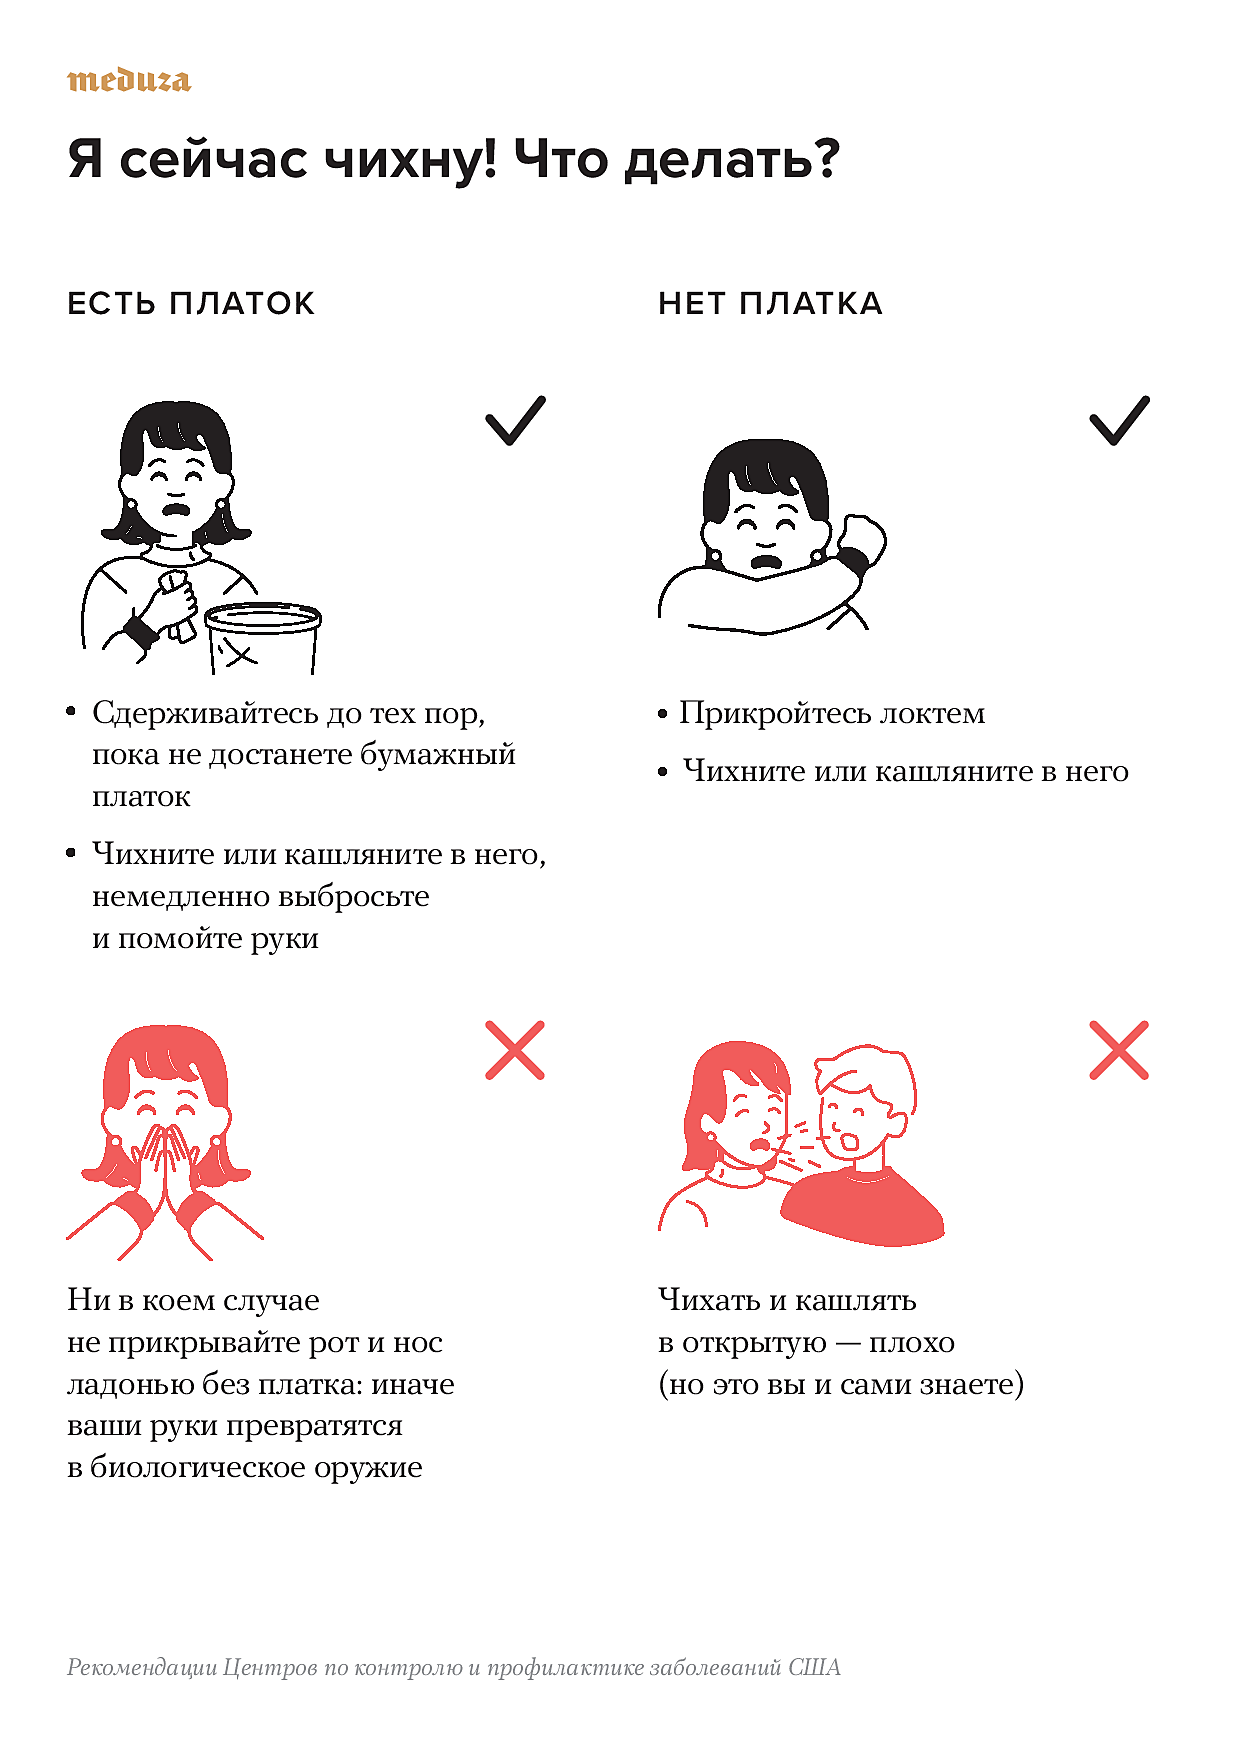 meduza
Я сейчас чихну! Что делать?
ЕСТЬ ПЛАТОК
• Сдерживайтесь до тех пор,
пока не достанете бумажный
платок
• Чихните или кашляните в него,
немедленно выбросьте
и помойте руки
Ни в коем случае
не прикрывайте рот и нос
ладонью без платка: иначе
ваши руки превратятся
в биологическое оружие
НЕТ ПЛАТКА
• Прикройтесь локтем
• Чихните или кашляните в него
Чихать и кашлять
в открытую — плохо
(но это вы и сами знаете)
Рекомендации Центров по контролю и профилактике заболеваний США